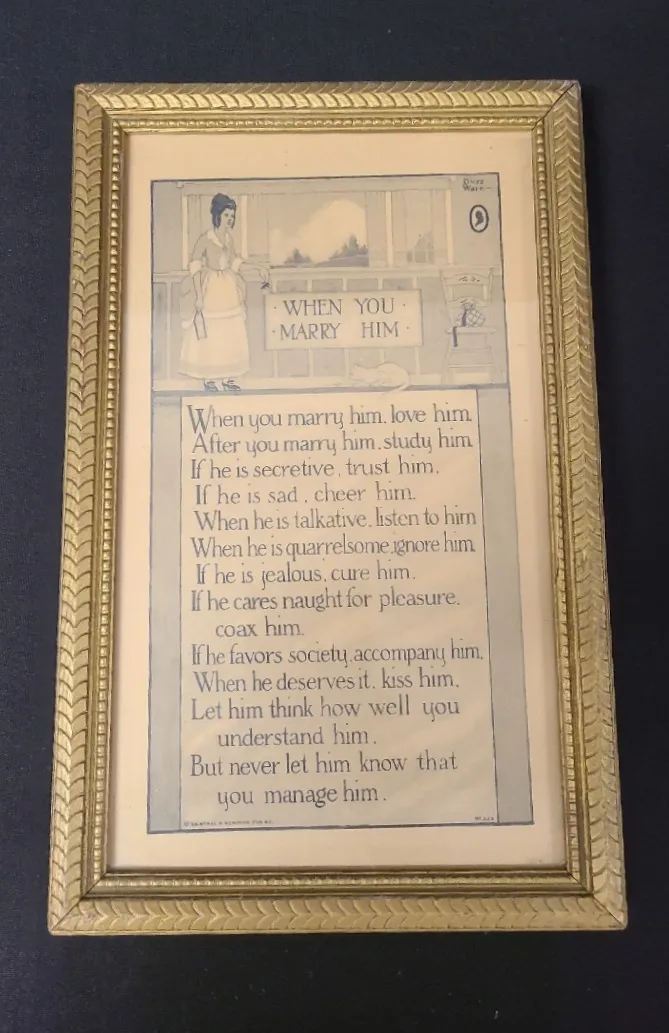 WHEN YOU
MARRY HIM
When you marry him, love him.
After you marry him, study him.
If he is secretive, trust him.
If he is sad, cheer him.
When he is talkative, listen to him
When he is quarrelsome, ignore him.
If he is jealous, cure him.
If he cares naught for pleasure,
coax him.
If he favors society, accompany him.
When he deserves it, kiss him.
Let him think how well you
understand him.
But never let him know that
you manage him.